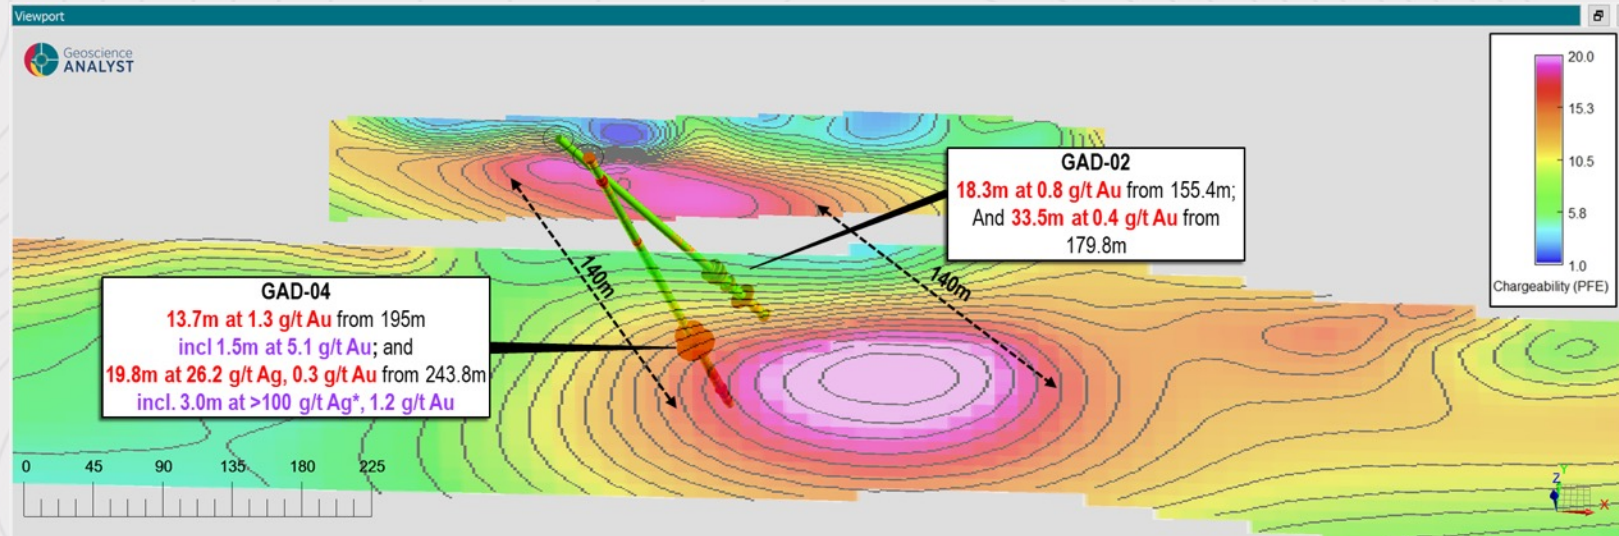 Viewport
Geoscience
ANALYST
20.0
15.3
10.5
5.8
1.0
Chargeability (PFE)
GAD-02
18.3m at 0.8 g/t Au from 155.4m;
And 33.5m at 0.4 g/t Au from
179.8m
140m
140m
GAD-04
13.7m at 1.3 g/t Au from 195m
incl 1.5m at 5.1 g/t Au; and
19.8m at 26.2 g/t Ag, 0.3 g/t Au from 243.8m
incl. 3.0m at >100 g/t Ag*, 1.2 g/t Au
0 45 90 135 180 225
Y
Z
X